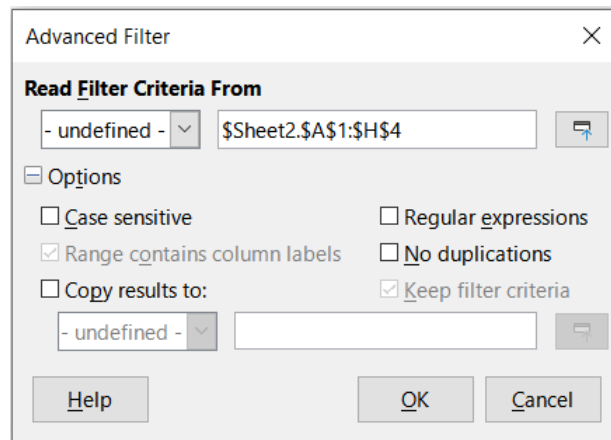 Advanced Filter
Read Filter Criteria From
- undefined - $Sheet2.$A$1:$H$4
Options
Case sensitive Regular expressions
Range contains column labels No duplications
Copy results to: Keep filter criteria
- undefined -
Help OK Cancel